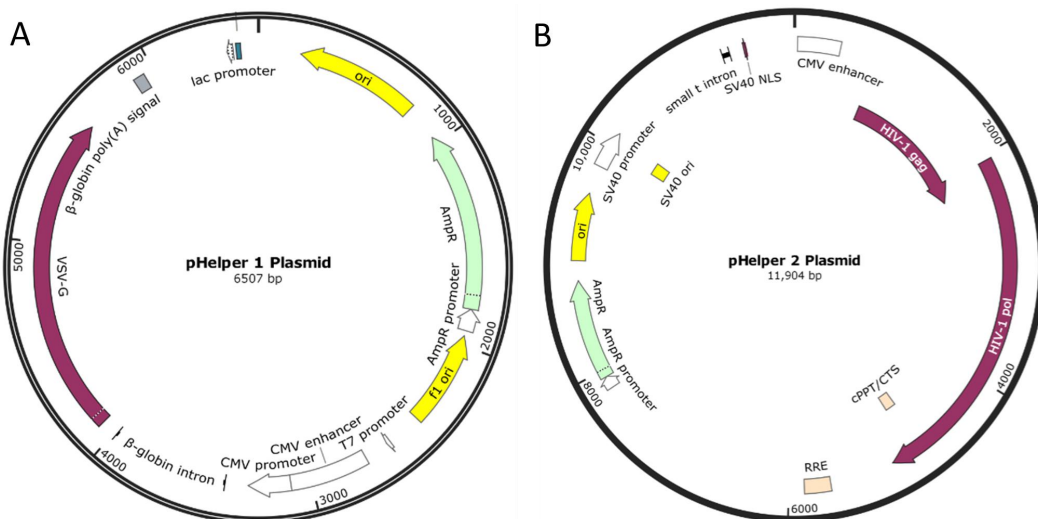 A
6000
lac promoter
ori
1000
β-globin poly(A) signal
AmpR
5000
VSV-G
pHelper 1 Plasmid
6507 bp
AmpR promoter
2000
f1 ori
T7 promoter
CMV enhancer
CMV promoter
β-globin intron
4000
3000
B
small t intron
SV40 NLS
CMV enhancer
10,000
SV40 promoter
SV40 ori
HIV-1 gag
2000
ori
pHelper 2 Plasmid
11,904 bp
AmpR
AmpR promoter
8000
HIV-1 pol
cPPT/CTS
4000
RRE
6000